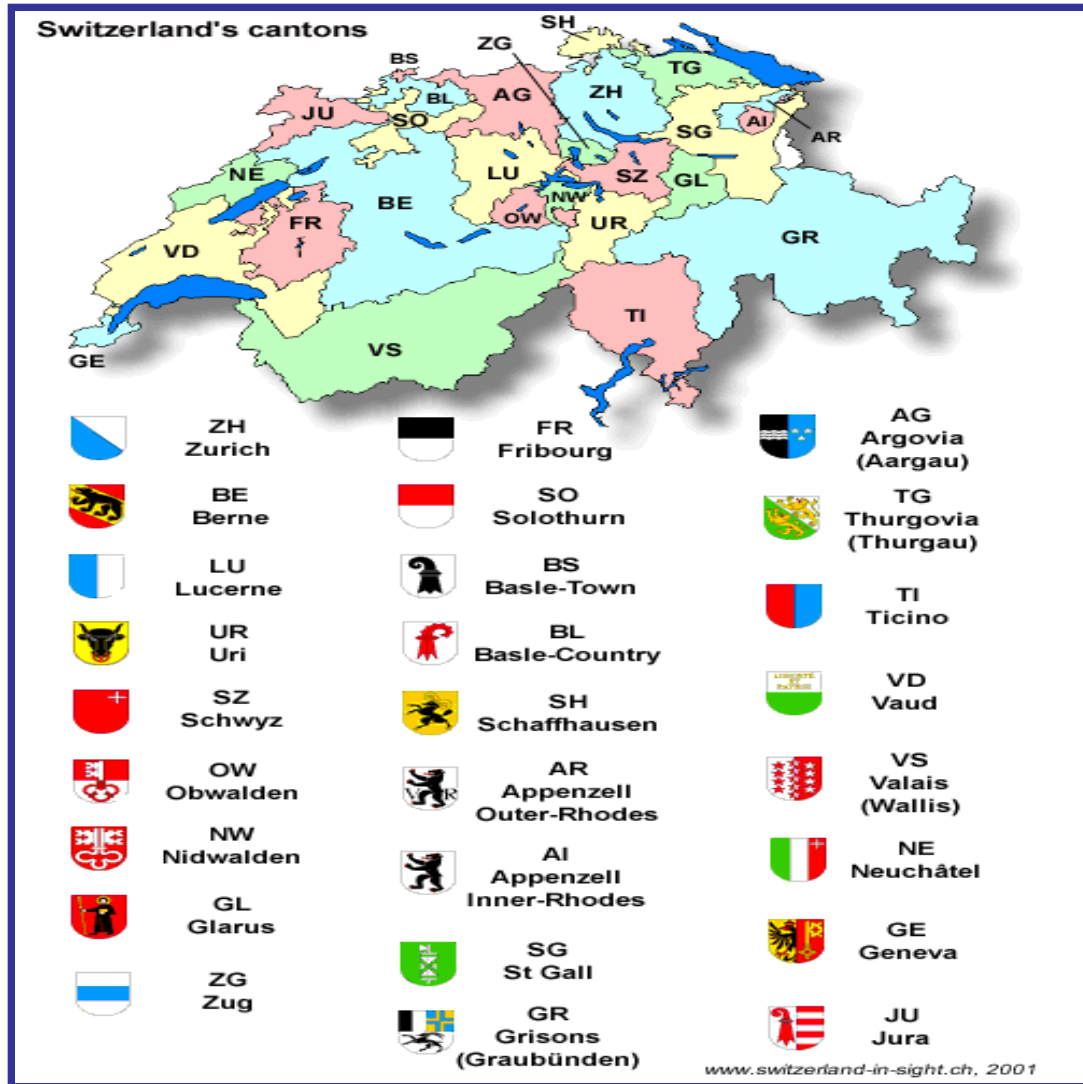 Switzerland's cantons
SH
ZG
BS
TG
BL
AG
ZH
JU
SO
SG
AI
AR
NE
LU
SZ
GL
BE
NW
FR
OW
UR
GR
VD
TI
VS
GE
ZH
Zurich
BE
Berne
LU
Lucerne
UR
Uri
SZ
Schwyz
OW
Obwalden
NW
Nidwalden
GL
Glarus
ZG
Zug
FR
Fribourg
SO
Solothurn
BS
Basle-Town
BL
Basle-Country
SH
Schaffhausen
V R
AR
Appenzell
Outer-Rhodes
AI
Appenzell
Inner-Rhodes
SG
St Gall
GR
Grisons
(Graubünden)
AG
Argovia
(Aargau)
TG
Thurgovia
(Thurgau)
TI
Ticino
LIBERTÉ
ET
PATRIE
VD
Vaud
VS
Valais
(Wallis)
NE
Neuchâtel
GE
Geneva
JU
Jura
www.switzerland-in-sight.ch, 2001